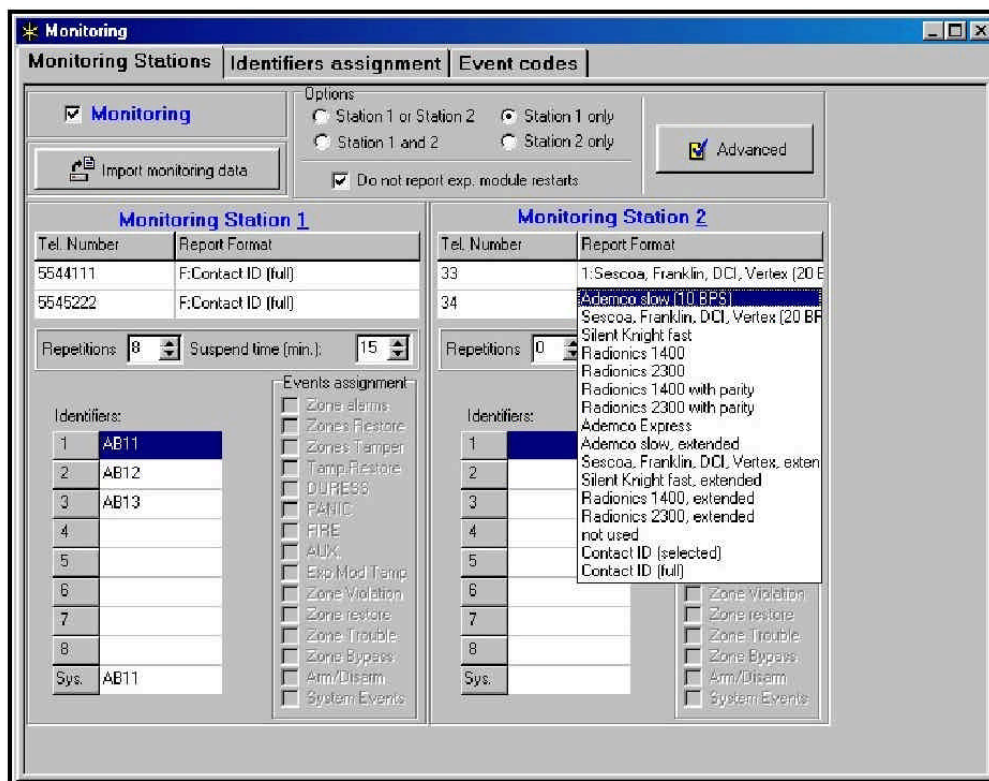 Monitoring
Monitoring Stations Identifiers assignment Event codes
Monitoring
Import monitoring data
Options
Station 1 or Station 2 Station 1 only
Station 1 and 2 Station 2 only
Do not report exp. module restarts
Advanced
Monitoring Station 1
Tel. Number Report Format
5544111 F:Contact ID (full)
5545222 F:Contact ID (full)
Repetitions 8 Suspend time (min.): 15
Events assignment
Zone alarms
Zones Restore
Zones Tamper
Tamp.Restore
DURESS
PANIC
FIRE
AUX.
Exp.Mod Tamp
Zone Violation
Zone restore
Zone Trouble
Zone Bypass
Arm/Disarm
System Events
Identifiers:
1 AB11
2 AB12
3 AB13
4
5
6
7
8
Sys. AB11
Monitoring Station 2
Tel. Number Report Format
33 1:Sescoa, Franklin, DCI, Vertex (20 B
34
Ademco slow (10 BPS)
Sescoa, Franklin, DCI, Vertex (20 BP
Silent Knight fast
Radionics 1400
Radionics 2300
Radionics 1400 with parity
Radionics 2300 with parity
Ademco Express
Ademco slow, extended
Sescoa, Franklin, DCI, Vertex, exten
Silent Knight fast, extended
Radionics 1400, extended
Radionics 2300, extended
not used
Contact ID (selected)
Contact ID (full)
Repetitions 0
Identifiers:
1
2
3
4
5
6
7
8
Sys.
Zone Violation
Zone restore
Zone Trouble
Zone Bypass
Arm/Disarm
System Events